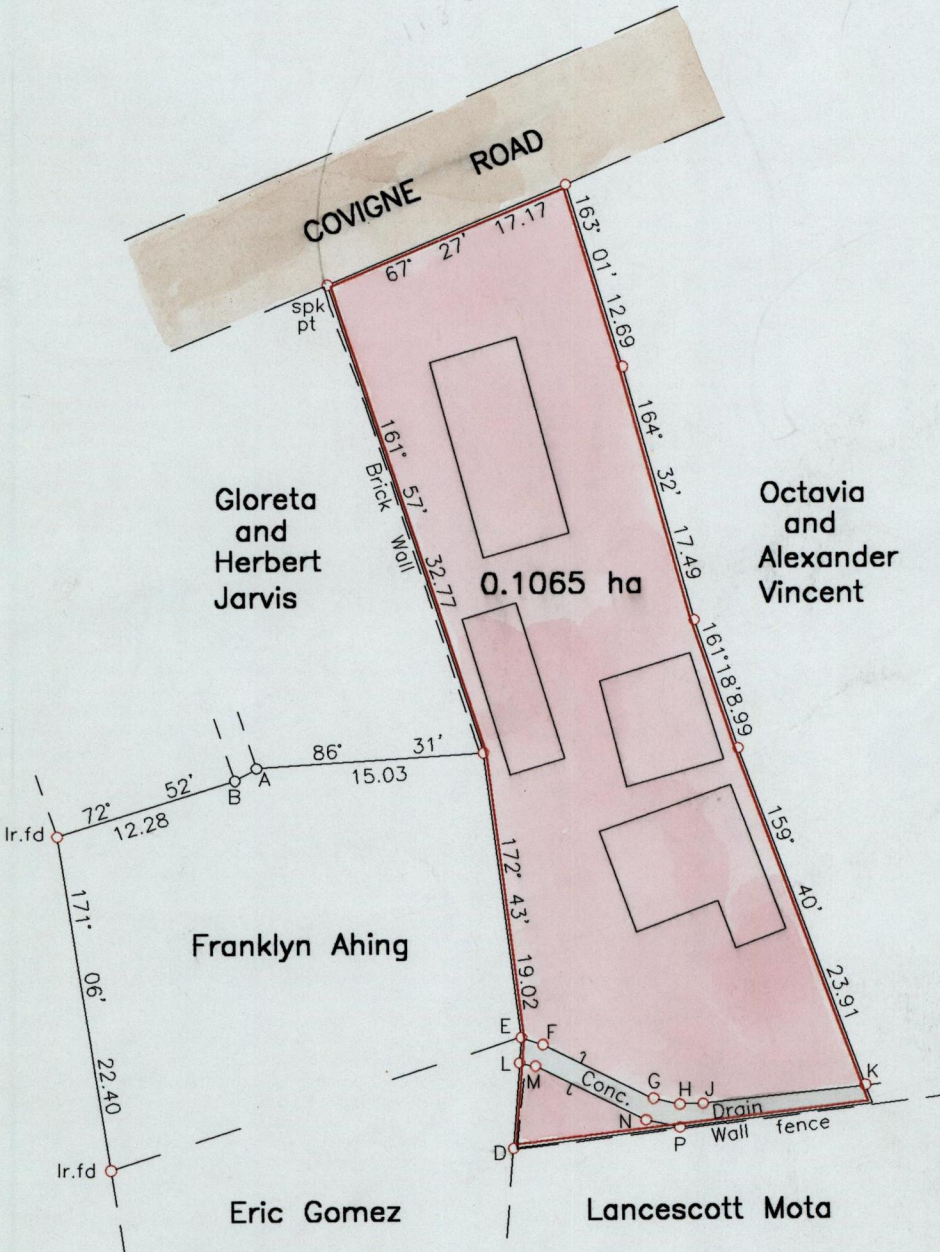 COVIGNE ROAD
67° 27' 17.17
spk
pt
163° 01' 12.69
164° 32' 17.49
161° 57' 32.77
Brick Wall
Gloreta
and
Herbert
Jarvis
Octavia
and
Alexander
Vincent
0.1065 ha
161°18'8.99
86° 31'
15.03
A
B
72° 52'
12.28
Ir.fd
159° 40' 23.91
172° 43' 19.02
171° 06' 22.40
Franklyn Ahing
E
F
L
M
Conc.
G
H
J
K
Drain
N
P
Wall fence
D
Ir.fd
Eric Gomez
Lancescott Mota